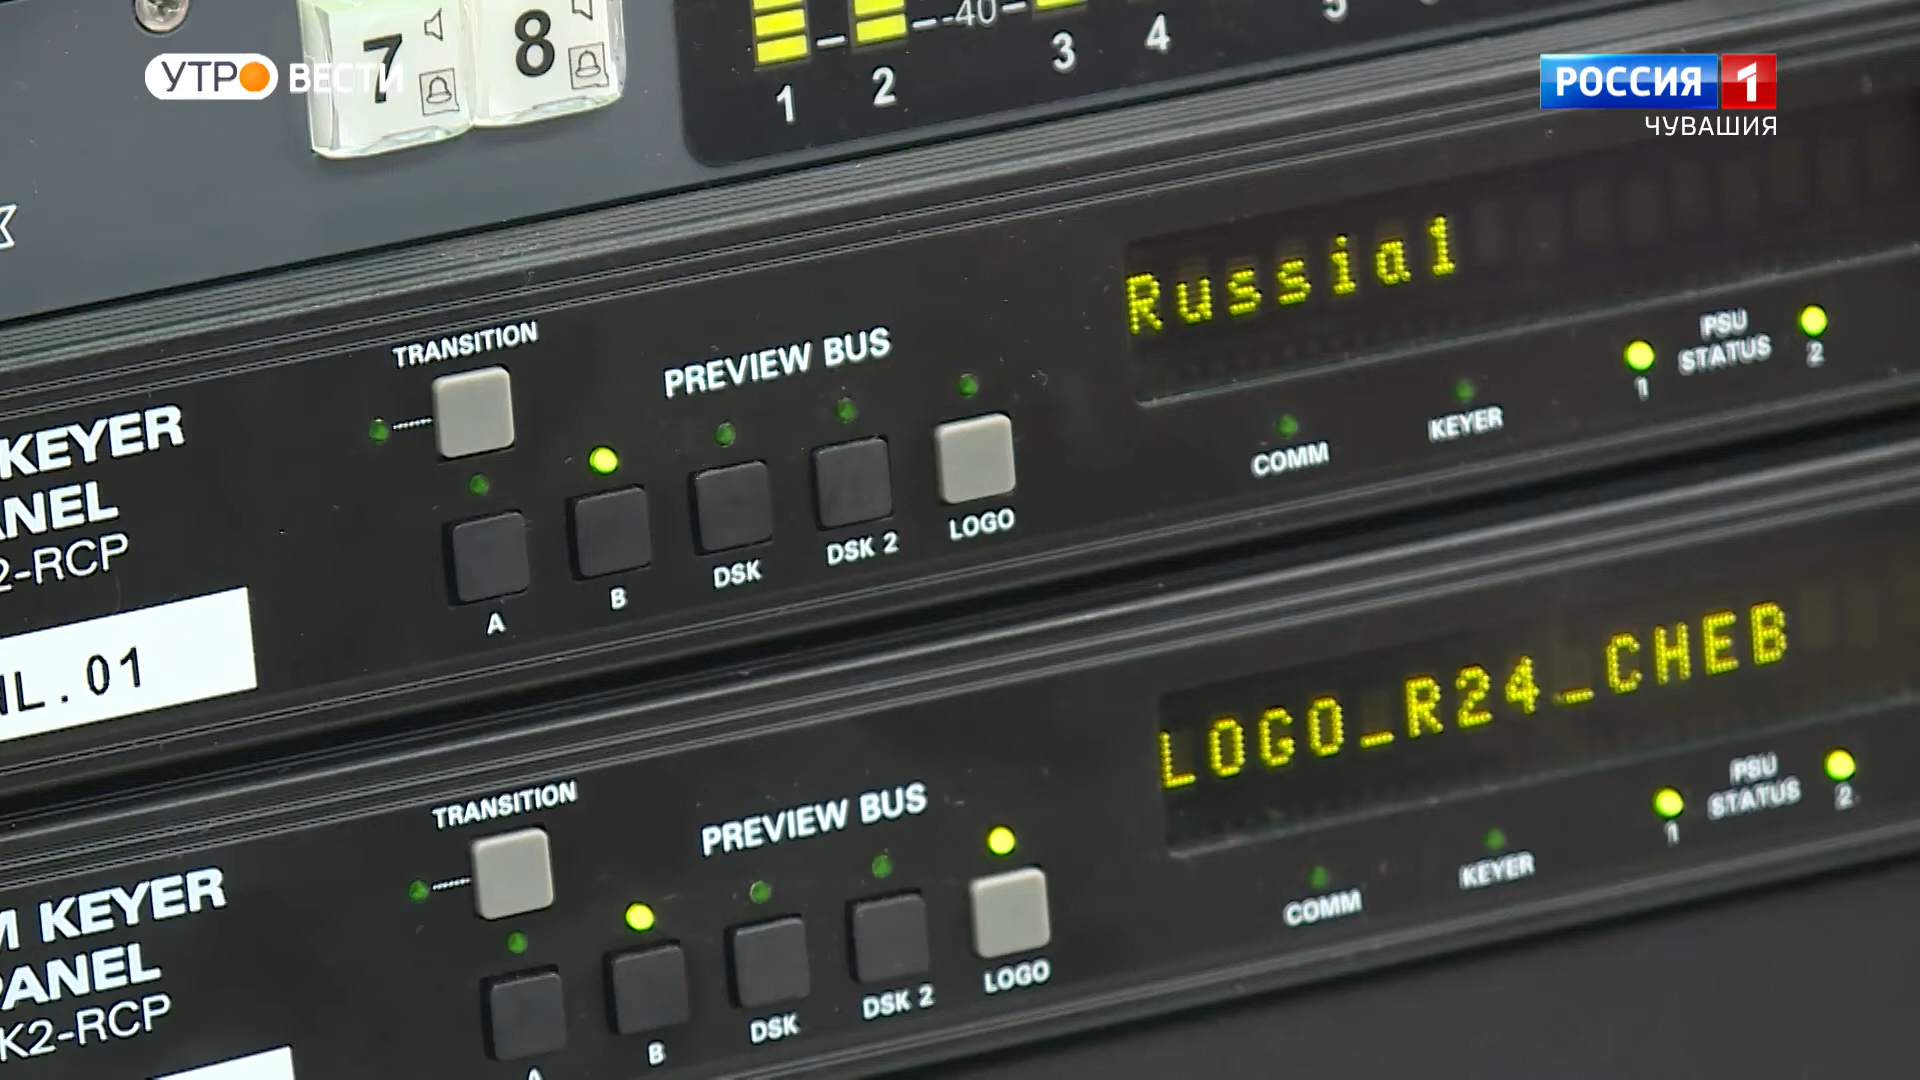 7
8
-40
1
2
3
4
УТРО ВЕСТИ
РОССИЯ 1
ЧУВАШИЯ
Russia1
TRANSITION
PREVIEW BUS
PSU
STATUS
1
2
COMM
KEYER
KEYER
ANEL
2-RCP
A
B
DSK
DSK 2
LOGO
NL.01
LOGO_R24_CHEB
TRANSITION
PREVIEW BUS
PSU
STATUS
1
2
COMM
KEYER
M KEYER
PANEL
K2-RCP
A
B
DSK
DSK 2
LOGO